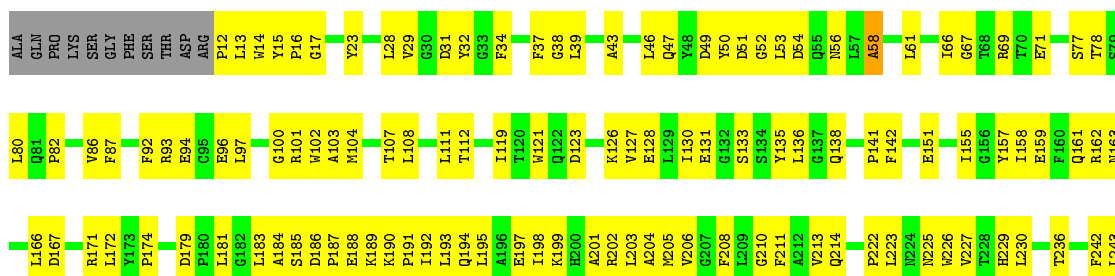 ALA GLN PRO LYS SER GLY PHE SER THR ASP ARG P12 L13 W14 Y15 P16 G17 Y23 L28 V29 G30 D31 Y32 G33 F34 F37 G38 L39 A43 L46 Q47 Y48 D49 Y50 D51 G52 L53 D54 Q55 N56 L57 A58 L61 I66 G67 T68 R69 T70 E71 S77 T78 S79
L80 Q81 P82 V86 F87 F92 R93 E94 C95 E96 L97 G100 R101 W102 A103 M104 T107 L108 L111 T112 I119 T120 W121 Q122 D123 K126 V127 E128 L129 I130 E131 G132 S133 S134 Y135 L136 G137 Q138 P141 F142 E151 I155 G156 Y157 I158 E159 F160 Q161 R162 N163
L166 D167 R171 L172 Y173 P174 D179 P180 L181 G182 L183 A184 S185 D186 P187 E188 K189 K190 P191 I192 I193 Q194 L195 A196 E197 I198 K199 H200 A201 R202 L203 A204 M205 V206 G207 F208 L209 G210 F211 A212 V213 Q214 P222 L223 N224 N225 W226 V227 T228 H229 L230 T236 F242